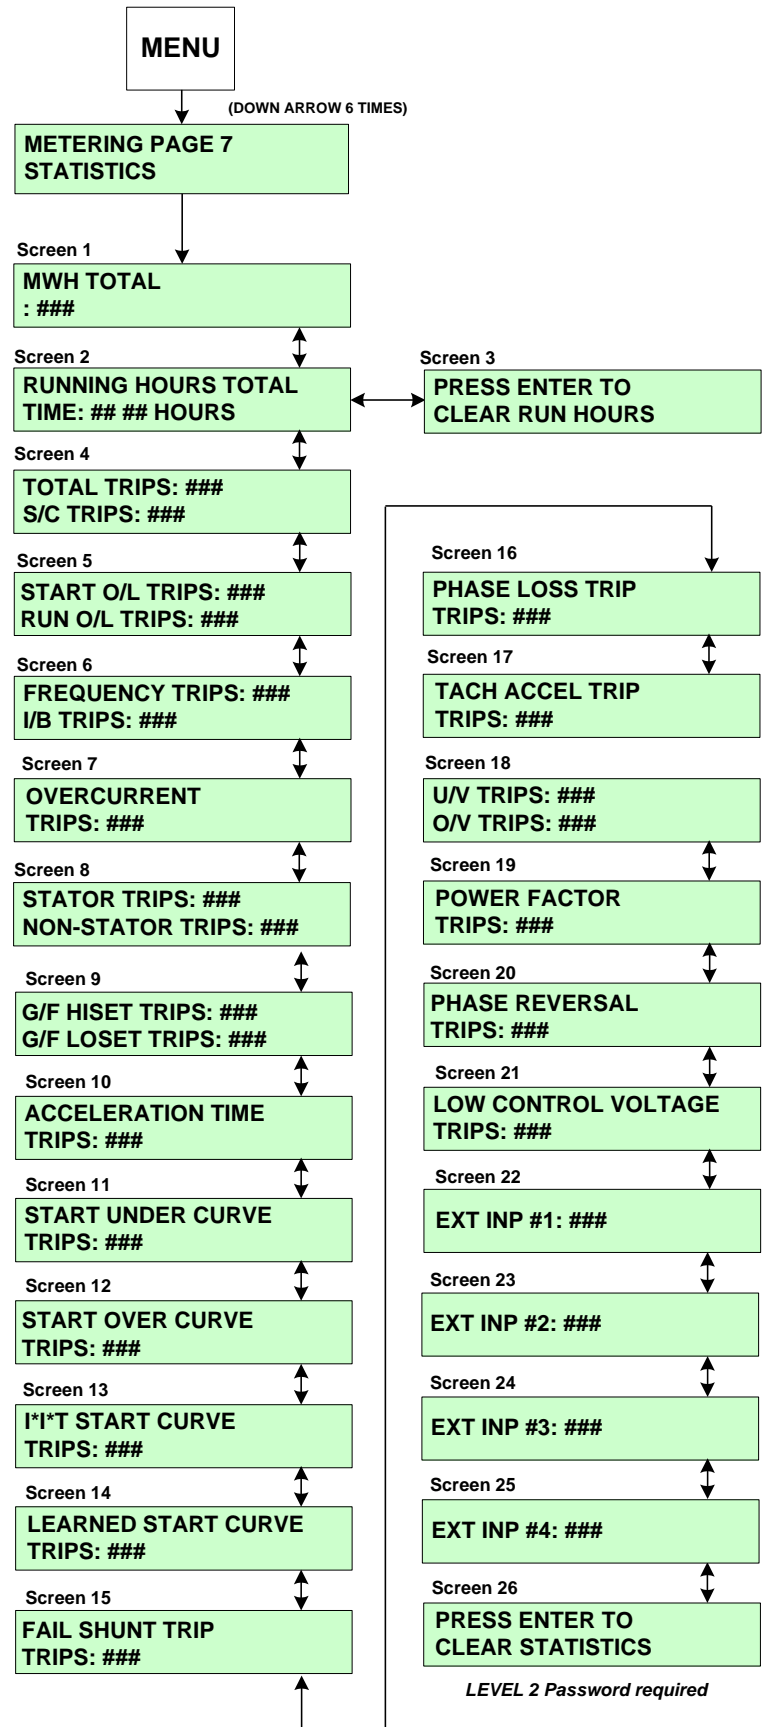 MENU
(DOWN ARROW 6 TIMES)
METERING PAGE 7
STATISTICS
Screen 1
MWH TOTAL
: ###
Screen 2
RUNNING HOURS TOTAL
TIME: ## ## HOURS
Screen 3
PRESS ENTER TO
CLEAR RUN HOURS
Screen 4
TOTAL TRIPS: ###
S/C TRIPS: ###
Screen 5
START O/L TRIPS: ###
RUN O/L TRIPS: ###
Screen 6
FREQUENCY TRIPS: ###
I/B TRIPS: ###
Screen 7
OVERCURRENT
TRIPS: ###
Screen 8
STATOR TRIPS: ###
NON-STATOR TRIPS: ###
Screen 9
G/F HISET TRIPS: ###
G/F LOSET TRIPS: ###
Screen 10
ACCELERATION TIME
TRIPS: ###
Screen 11
START UNDER CURVE
TRIPS: ###
Screen 12
START OVER CURVE
TRIPS: ###
Screen 13
I*I*T START CURVE
TRIPS: ###
Screen 14
LEARNED START CURVE
TRIPS: ###
Screen 15
FAIL SHUNT TRIP
TRIPS: ###
Screen 16
PHASE LOSS TRIP
TRIPS: ###
Screen 17
TACH ACCEL TRIP
TRIPS: ###
Screen 18
U/V TRIPS: ###
O/V TRIPS: ###
Screen 19
POWER FACTOR
TRIPS: ###
Screen 20
PHASE REVERSAL
TRIPS: ###
Screen 21
LOW CONTROL VOLTAGE
TRIPS: ###
Screen 22
EXT INP #1: ###
Screen 23
EXT INP #2: ###
Screen 24
EXT INP #3: ###
Screen 25
EXT INP #4: ###
Screen 26
PRESS ENTER TO
CLEAR STATISTICS
LEVEL 2 Password required